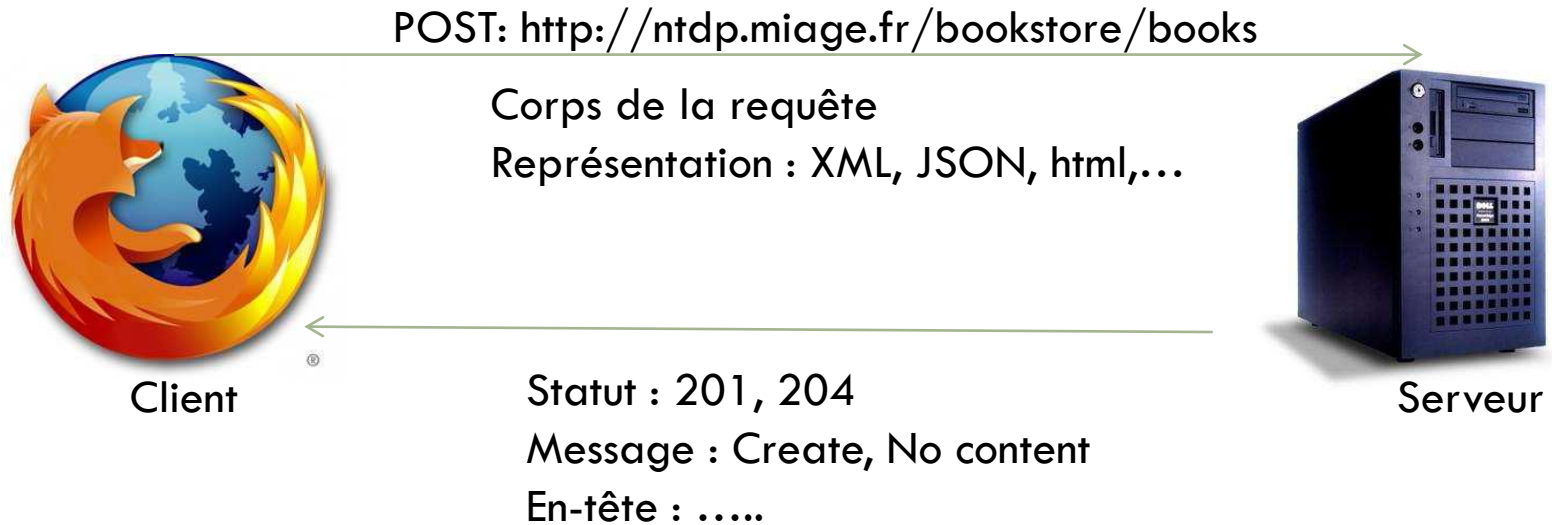 POST: http://ntdp.miage.fr/bookstore/books
Corps de la requête
Représentation : XML, JSON, html,...
®
Client
Serveur
Statut : 201, 204
Message : Create, No content
En-tête : .....
DELL